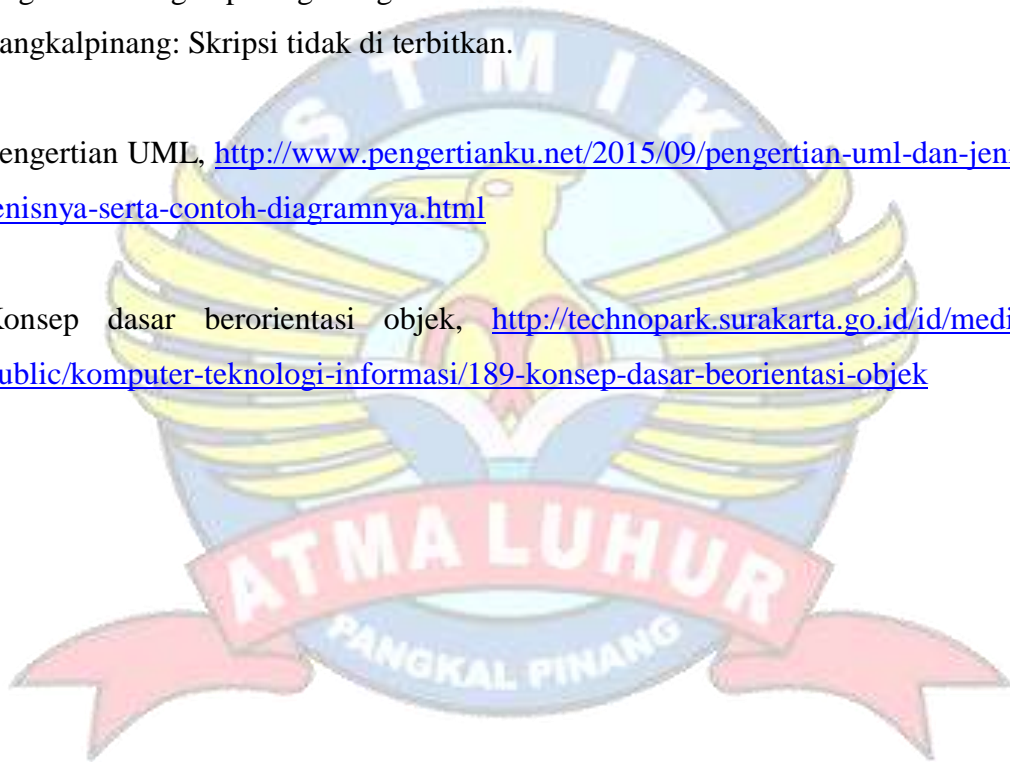 angkalpinang: Skripsi tidak di terbitkan.
engertian UML, http://www.pengertianku.net/2015/09/pengertian-uml-dan-jeni
enisnya-serta-contoh-diagramnya.html
Konsep dasar berorientasi objek, http://technopark.surakarta.go.id/id/medi
ublic/komputer-teknologi-informasi/189-konsep-dasar-beorientasi-objek
STMIK
ATMA LUHUR
PANGKAL PINANG